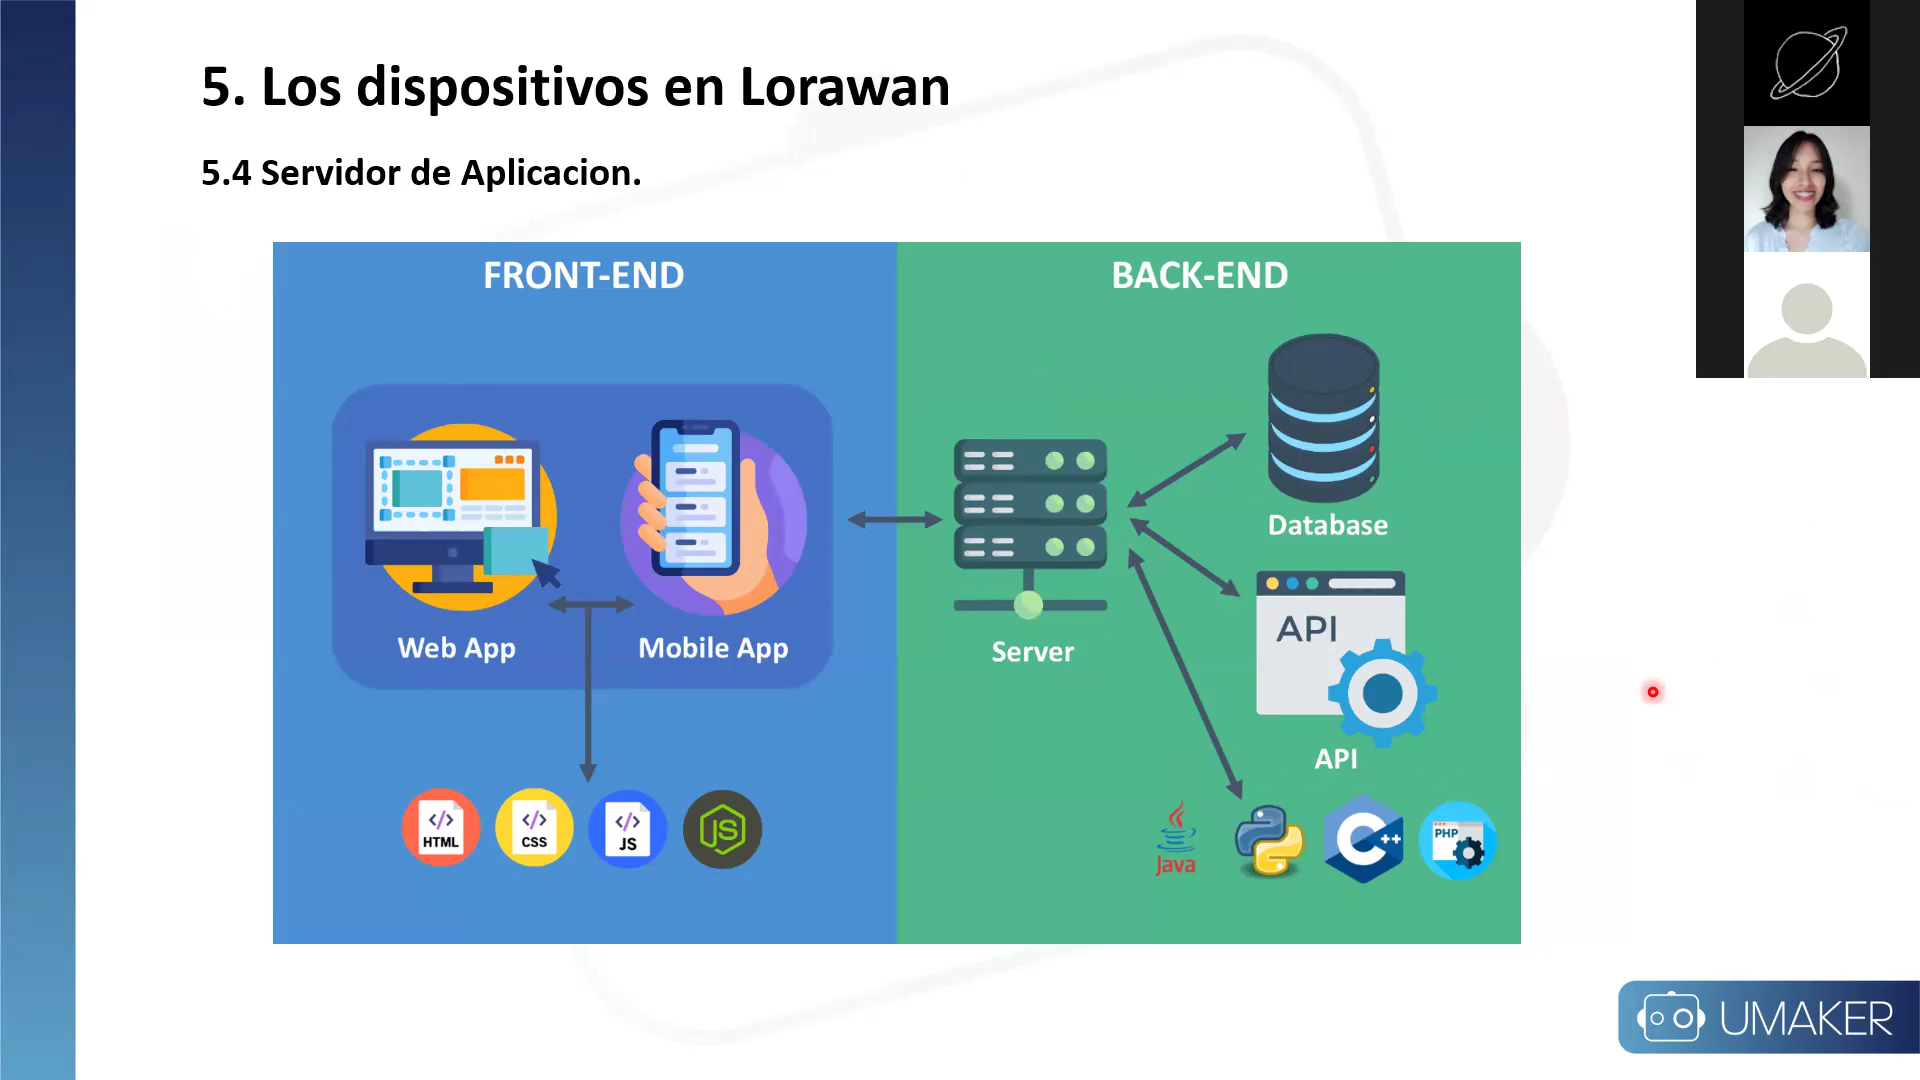 5. Los dispositivos en Lorawan
5.4 Servidor de Aplicacion.
FRONT-END
BACK-END
Web App
Mobile App
Server
Database
API
API
HTML
CSS
JS
JS
Java
C++
PHP
UMAKER